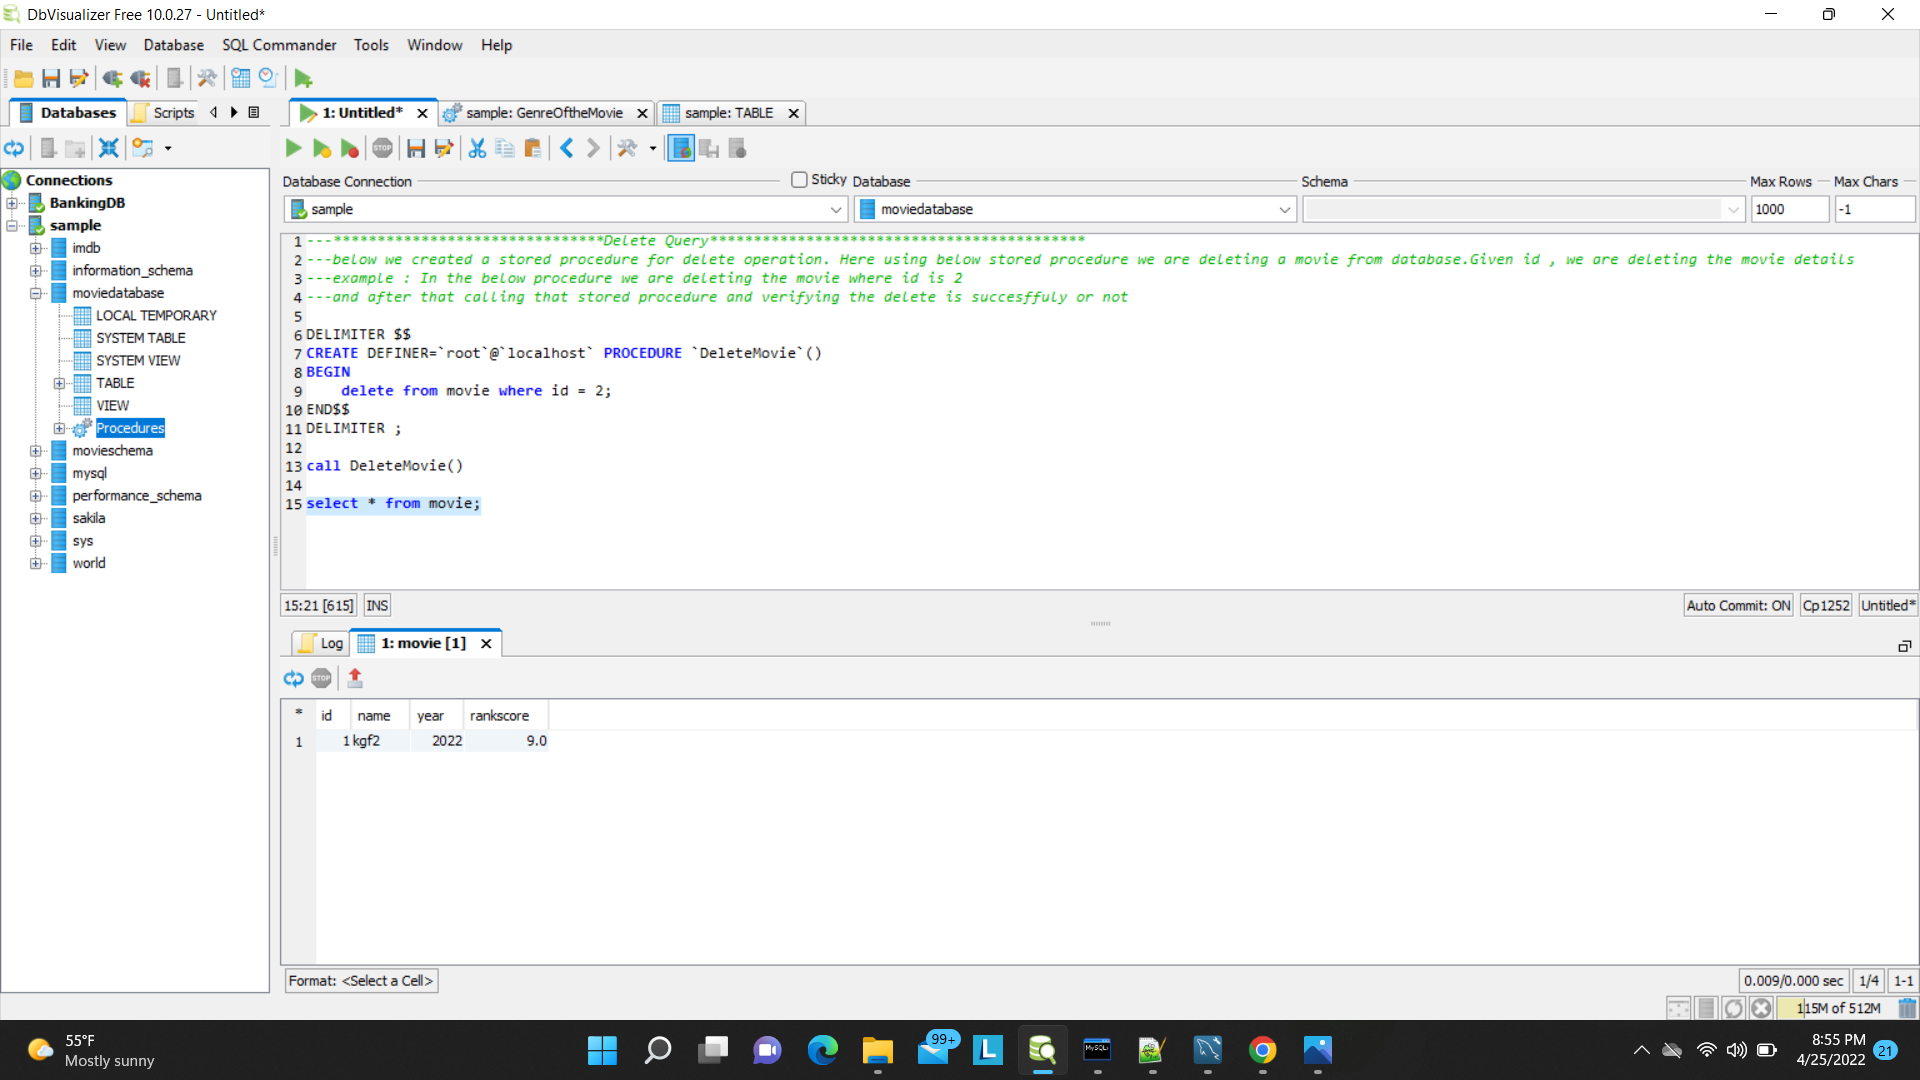 DbVisualizer Free 10.0.27 - Untitled*
File Edit View Database SQL Commander Tools Window Help
Databases Scripts
1: Untitled* sample: GenreOftheMovie sample: TABLE
Connections
BankingDB
sample
imdb
information_schema
moviedatabase
LOCAL TEMPORARY
SYSTEM TABLE
SYSTEM VIEW
TABLE
VIEW
Procedures
movieschema
mysql
performance_schema
sakila
sys
world
STOP
Database Connection Sticky Database Schema Max Rows Max Chars
sample moviedatabase 1000 -1
1 ---*******************************Delete Query*******************************************
2 ---below we created a stored procedure for delete operation. Here using below stored procedure we are deleting a movie from database.Given id , we are deleting the movie details
3 ---example : In the below procedure we are deleting the movie where id is 2
4 ---and after that calling that stored procedure and verifying the delete is succesffuly or not
5
6 DELIMITER $$
7 CREATE DEFINER=`root`@`localhost` PROCEDURE `DeleteMovie`()
8 BEGIN
9 delete from movie where id = 2;
10 END$$
11 DELIMITER ;
12
13 call DeleteMovie()
14
15 select * from movie;
15:21 [615] INS Auto Commit: ON Cp1252 Untitled*
Log 1: movie [1]
STOP
* id name year rankscore
1 1 kgf2 2022 9.0
Format: <Select a Cell> 0.009/0.000 sec 1/4 1-1
115M of 512M
55°F
Mostly sunny
99+
L
MySQL
8:55 PM
4/25/2022
21